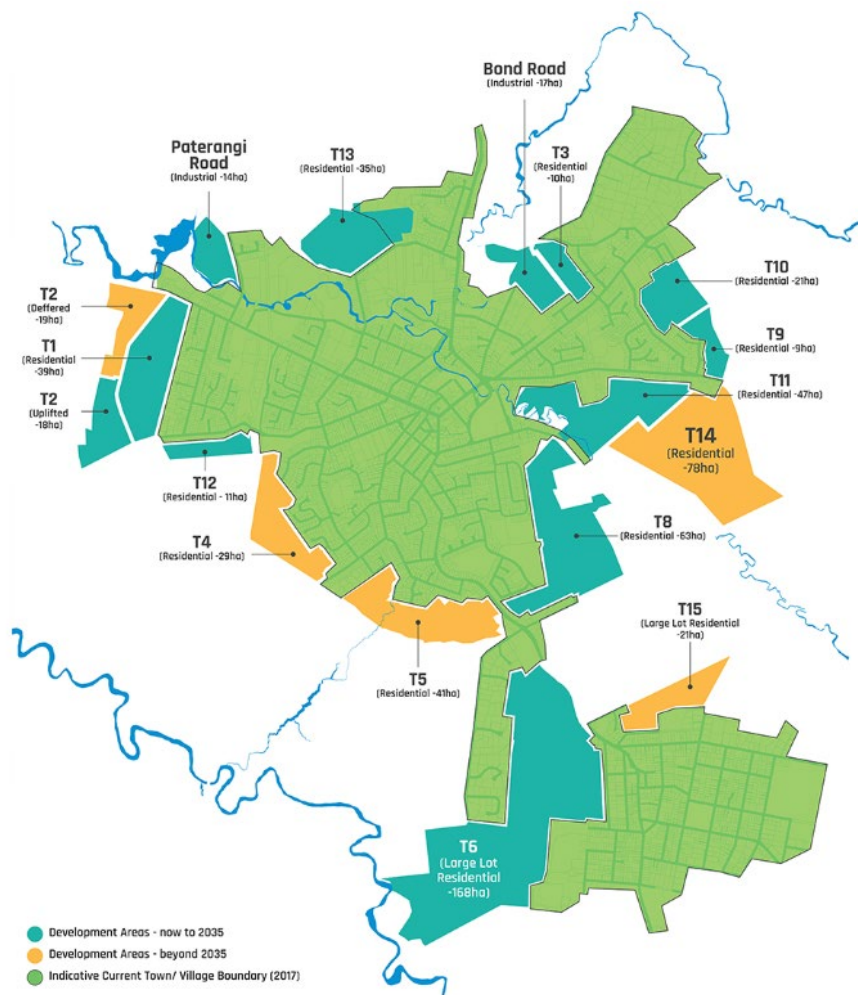 Bond Road
(Industrial -17ha)
T3
(Residential
-10ha)
T13
(Residential -35ha)
Paterangi
Road
(Industrial -14ha)
T10
(Residential -21ha)
T2
(Deffered
-19ha)
T1
(Residential
-39ha)
T2
(Uplifted
-18ha)
T9
(Residential -9ha)
T11
(Residential -47ha)
T14
(Residential
-78ha)
T12
(Residential - 11ha)
T4
(Residential -29ha)
T8
(Residential -63ha)
T15
(Large Lot Residential
-21ha)
T5
(Residential -41ha)
T6
(Large Lot
Residential
-168ha)
Development Areas - now to 2035
Development Areas - beyond 2035
Indicative Current Town/ Village Boundary (2017)